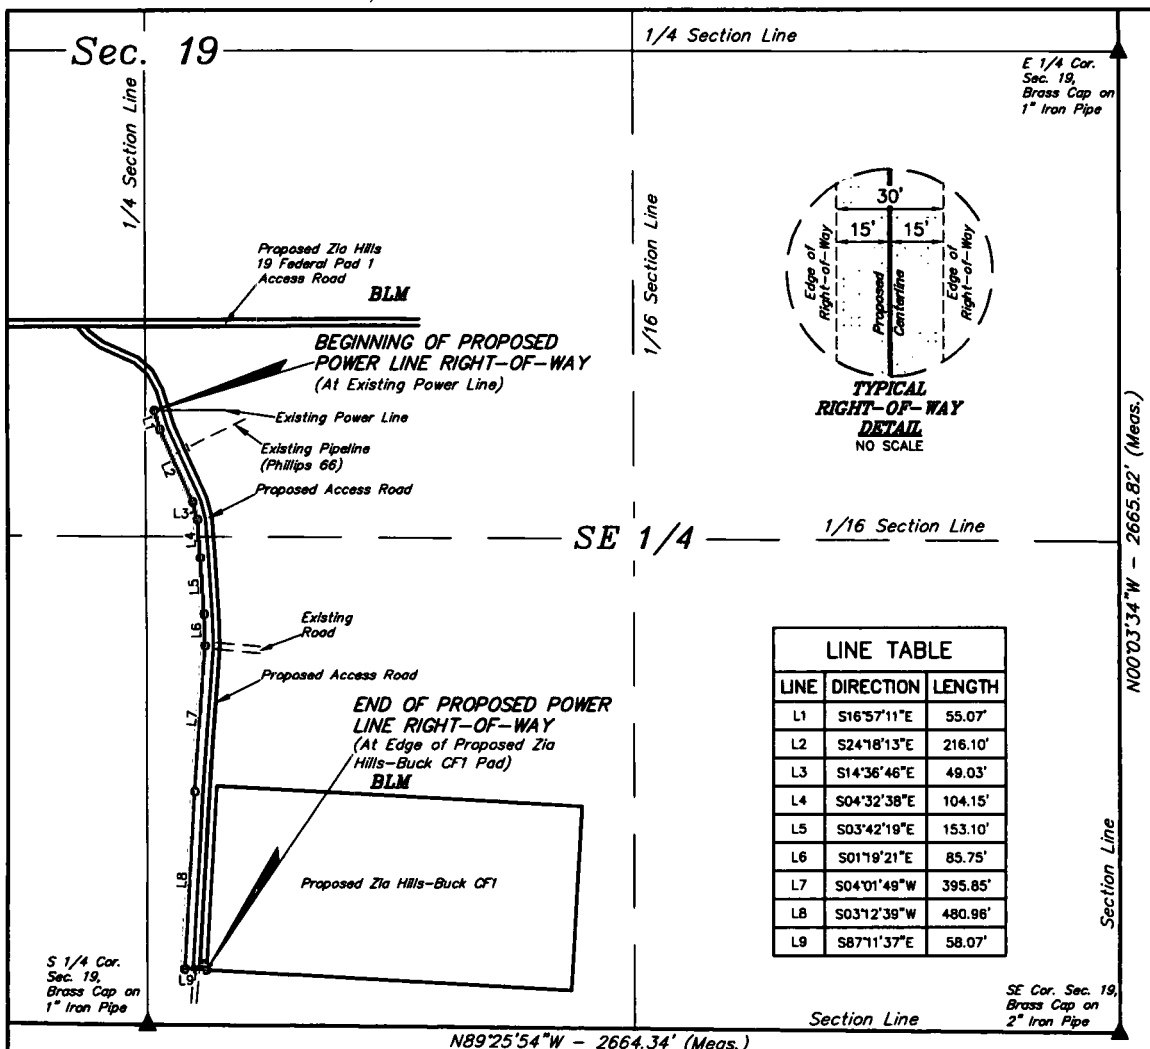 Sec. 19
1/4 Section Line
E 1/4 Cor.
Sec. 19,
Brass Cap on
1" Iron Pipe
1/4 Section Line
1/16 Section Line
30'
15' 15'
Edge of
Right-of-Way
Proposed
Centerline
Edge of
Right-of-Way
TYPICAL
RIGHT-OF-WAY
DETAIL
NO SCALE
Proposed Zia Hills
19 Federal Pad 1
Access Road
BLM
BEGINNING OF PROPOSED
POWER LINE RIGHT-OF-WAY
(At Existing Power Line)
Existing Power Line
Existing Pipeline
(Phillips 66)
Proposed Access Road
L1
L2
L3
L4
L5
L6
L7
L8
L9
SE 1/4
1/16 Section Line
N00°03'34"W - 2665.82' (Meas.)
Existing
Road
Proposed Access Road
END OF PROPOSED POWER
LINE RIGHT-OF-WAY
(At Edge of Proposed Zia
Hills-Buck CF1 Pad)
BLM
Proposed Zia Hills-Buck CF1
LINE TABLE
LINE DIRECTION LENGTH
L1 S16°57'11"E 55.07'
L2 S24°18'13"E 216.10'
L3 S14°36'46"E 49.03'
L4 S04°32'38"E 104.15'
L5 S03°42'19"E 153.10'
L6 S01°19'21"E 85.75'
L7 S04°01'49"W 395.85'
L8 S03°12'39"W 480.96'
L9 S87°11'37"E 58.07'
Section Line
S 1/4 Cor.
Sec. 19,
Brass Cap on
1" Iron Pipe
SE Cor. Sec. 19,
Brass Cap on
2" Iron Pipe
Section Line
N89°25'54"W - 2664.34' (Meas.)